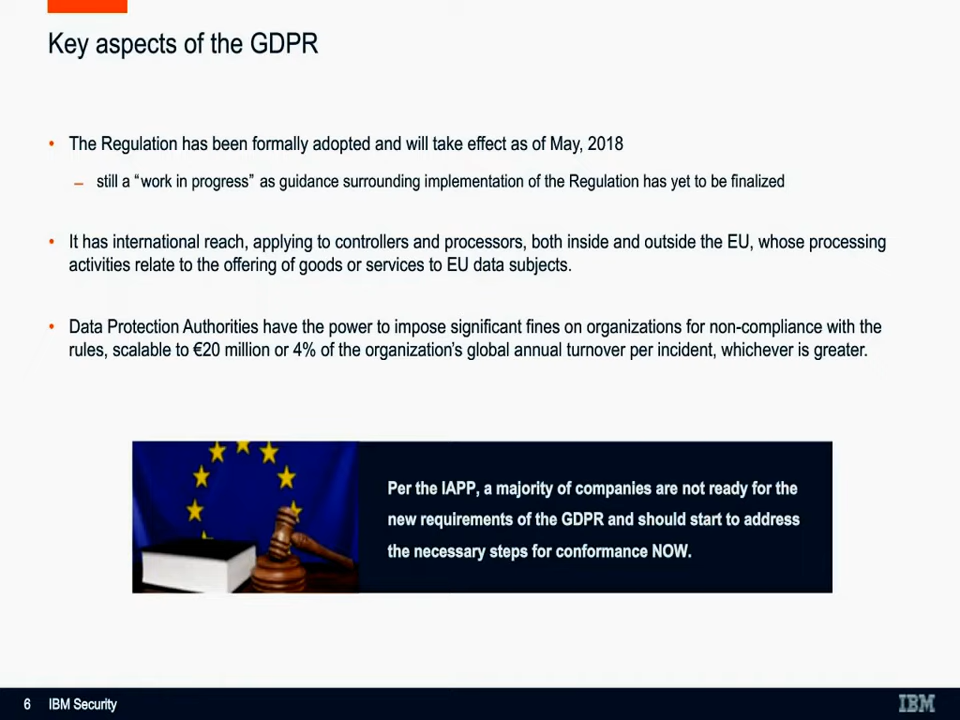 Key aspects of the GDPR
• The Regulation has been formally adopted and will take effect as of May, 2018
– still a “work in progress” as guidance surrounding implementation of the Regulation has yet to be finalized
• It has international reach, applying to controllers and processors, both inside and outside the EU, whose processing
activities relate to the offering of goods or services to EU data subjects.
• Data Protection Authorities have the power to impose significant fines on organizations for non-compliance with the
rules, scalable to €20 million or 4% of the organization’s global annual turnover per incident, whichever is greater.
Per the IAPP, a majority of companies are not ready for the
new requirements of the GDPR and should start to address
the necessary steps for conformance NOW.
6 IBM Security
IBM